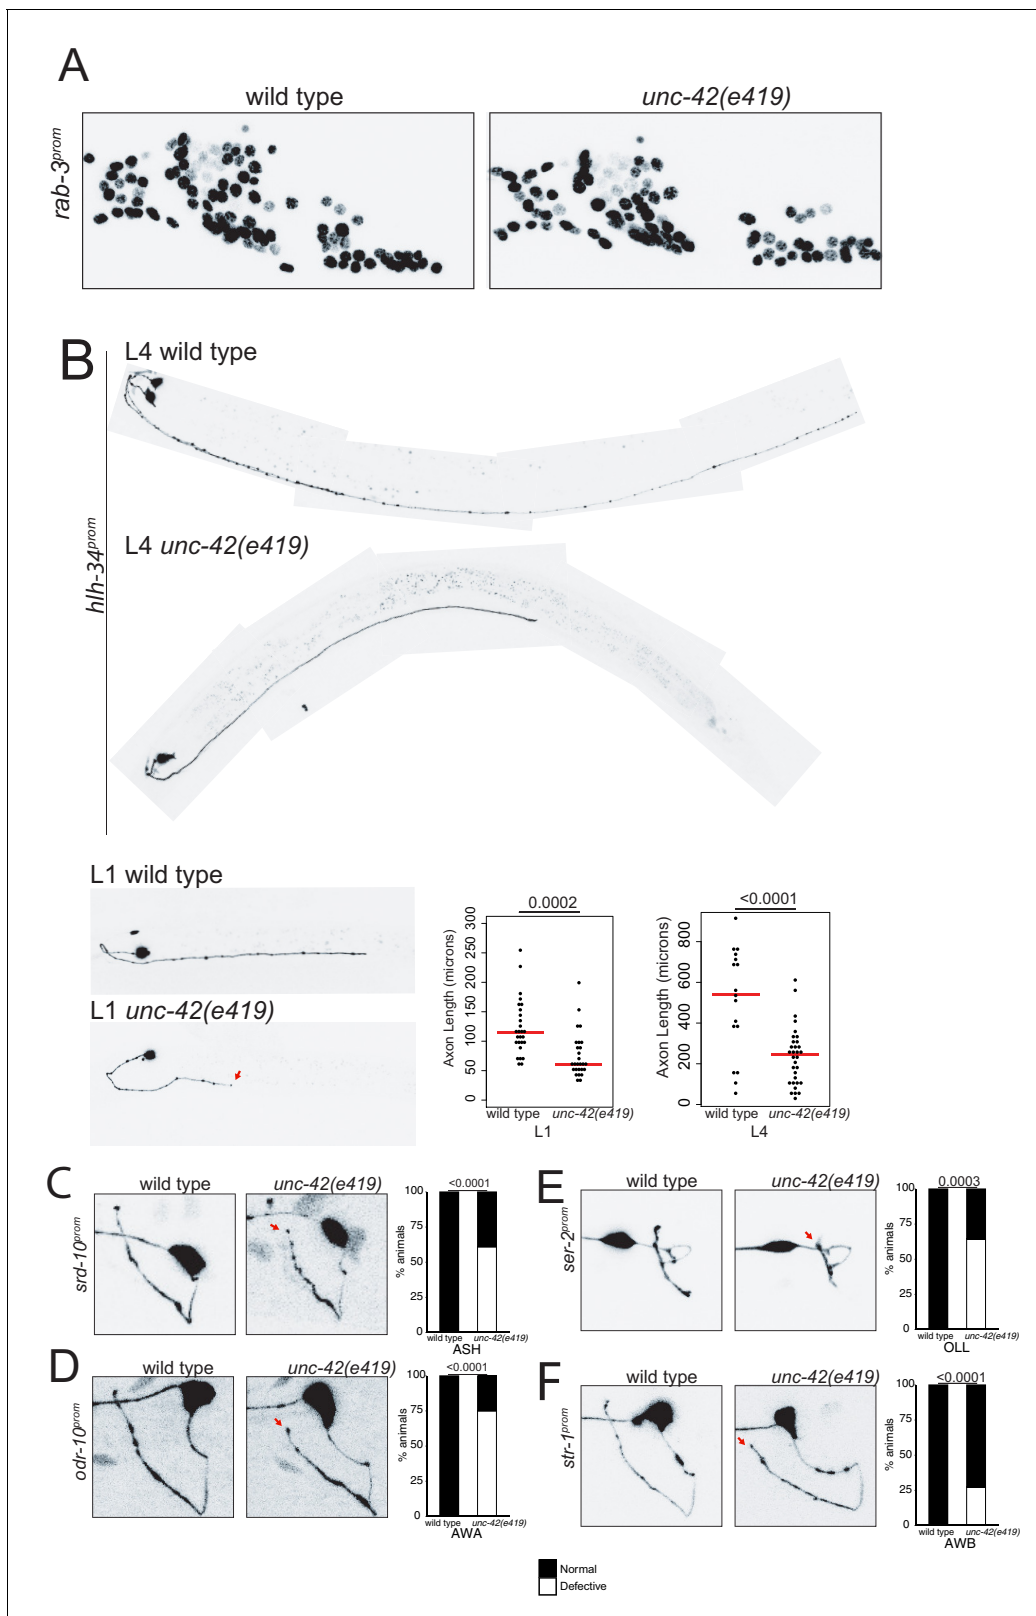 A
wild type
unc-42(e419)
rab-3prom
B
L4 wild type
hlh-34prom
L4 unc-42(e419)
L1 wild type
L1 unc-42(e419)
0.0002
Axon Length (microns)
300
250
200
150
100
50
0
wild type
unc-42(e419)
L1
<0.0001
Axon Length (microns)
800
600
400
200
0
wild type
unc-42(e419)
L4
C
wild type
unc-42(e419)
srd-10prom
<0.0001
% animals
100
75
50
25
0
wild type
unc-42(e419)
ASH
E
wild type
unc-42(e419)
ser-2prom
0.0003
% animals
100
75
50
25
0
wild type
unc-42(e419)
OLL
D
wild type
unc-42(e419)
odr-10prom
<0.0001
% animals
100
75
50
25
0
wild type
unc-42(e419)
AWA
F
wild type
unc-42(e419)
str-1prom
<0.0001
% animals
100
75
50
25
0
wild type
unc-42(e419)
AWB
Normal
Defective